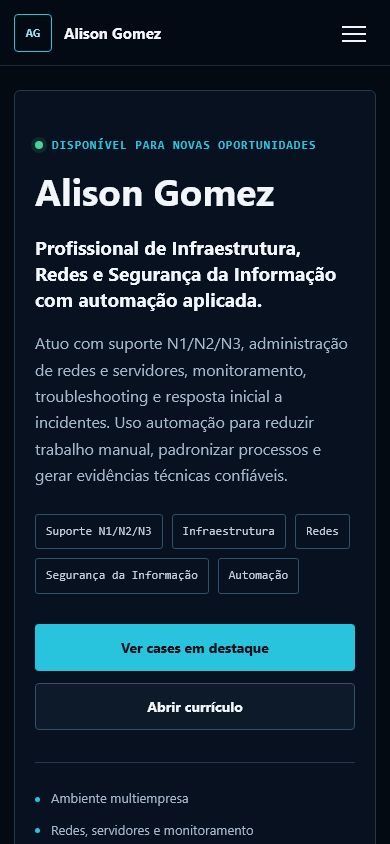 AG
Alison Gomez
DISPONÍVEL PARA NOVAS OPORTUNIDADES
Alison Gomez
Profissional de Infraestrutura,
Redes e Segurança da Informação
com automação aplicada.
Atuo com suporte N1/N2/N3, administração
de redes e servidores, monitoramento,
troubleshooting e resposta inicial a
incidentes. Uso automação para reduzir
trabalho manual, padronizar processos e
gerar evidências técnicas confiáveis.
Suporte N1/N2/N3
Infraestrutura
Redes
Segurança da Informação
Automação
Ver cases em destaque
Abrir currículo
Ambiente multiempresa
Redes, servidores e monitoramento